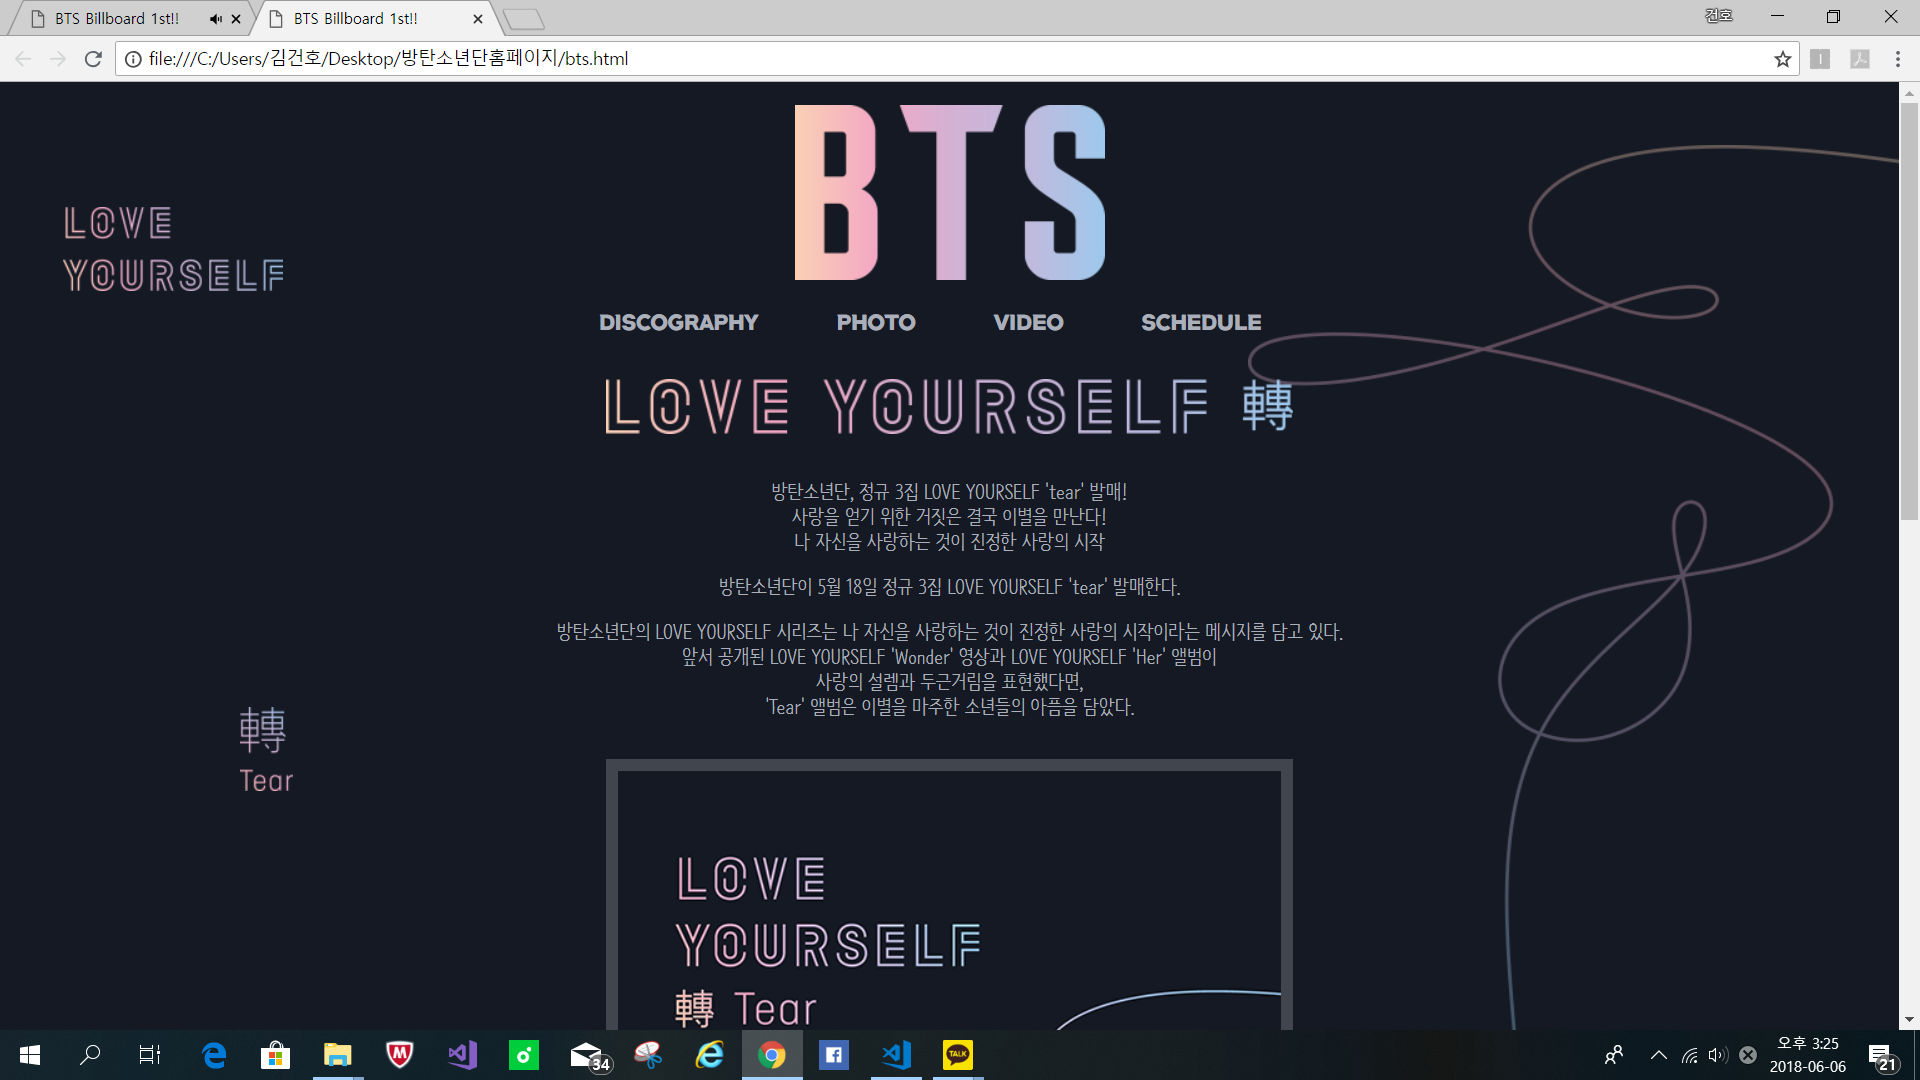 BTS Billboard 1st!!
BTS Billboard 1st!!
건호
file:///C:/Users/김건호/Desktop/방탄소년단홈페이지/bts.html
BTS
LOVE
YOURSELF
DISCOGRAPHY PHOTO VIDEO SCHEDULE
LOVE YOURSELF 轉
방탄소년단, 정규 3집 LOVE YOURSELF 'tear' 발매!
사랑을 얻기 위한 거짓은 결국 이별을 만난다!
나 자신을 사랑하는 것이 진정한 사랑의 시작
방탄소년단이 5월 18일 정규 3집 LOVE YOURSELF 'tear' 발매한다.
방탄소년단의 LOVE YOURSELF 시리즈는 나 자신을 사랑하는 것이 진정한 사랑의 시작이라는 메시지를 담고 있다.
앞서 공개된 LOVE YOURSELF 'Wonder' 영상과 LOVE YOURSELF 'Her' 앨범이
사랑의 설렘과 두근거림을 표현했다면,
'Tear' 앨범은 이별을 마주한 소년들의 아픔을 담았다.
轉
Tear
LOVE
YOURSELF
轉 Tear
34
TALK
오후 3:25
2018-06-06
21